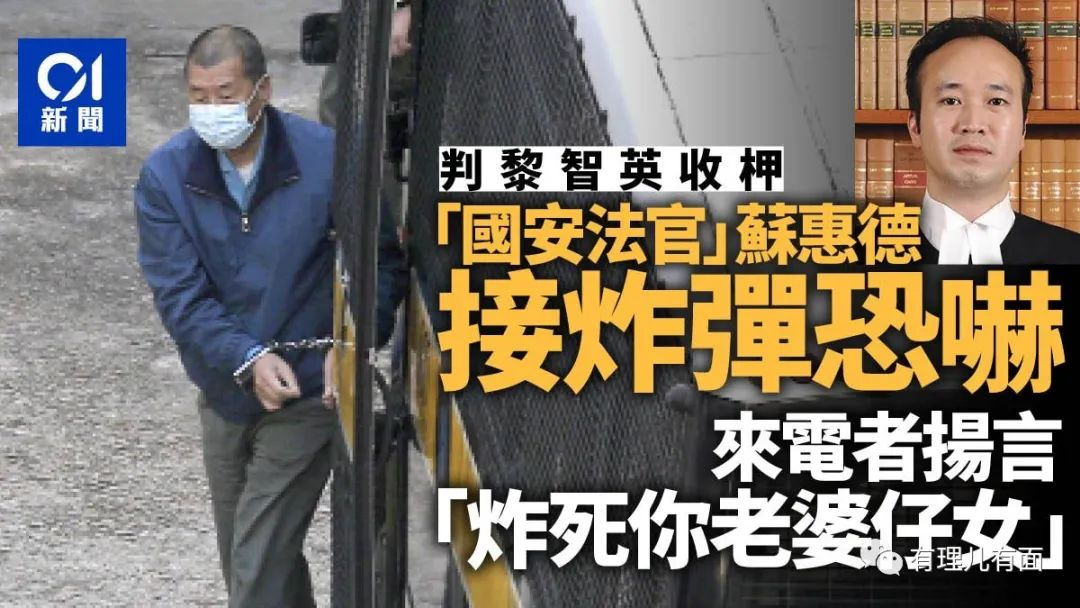 01
新聞
判黎智英收柙
「國安法官」蘇惠德
接炸彈恐嚇
來電者揚言
「炸死你老婆仔女」
有理儿有面